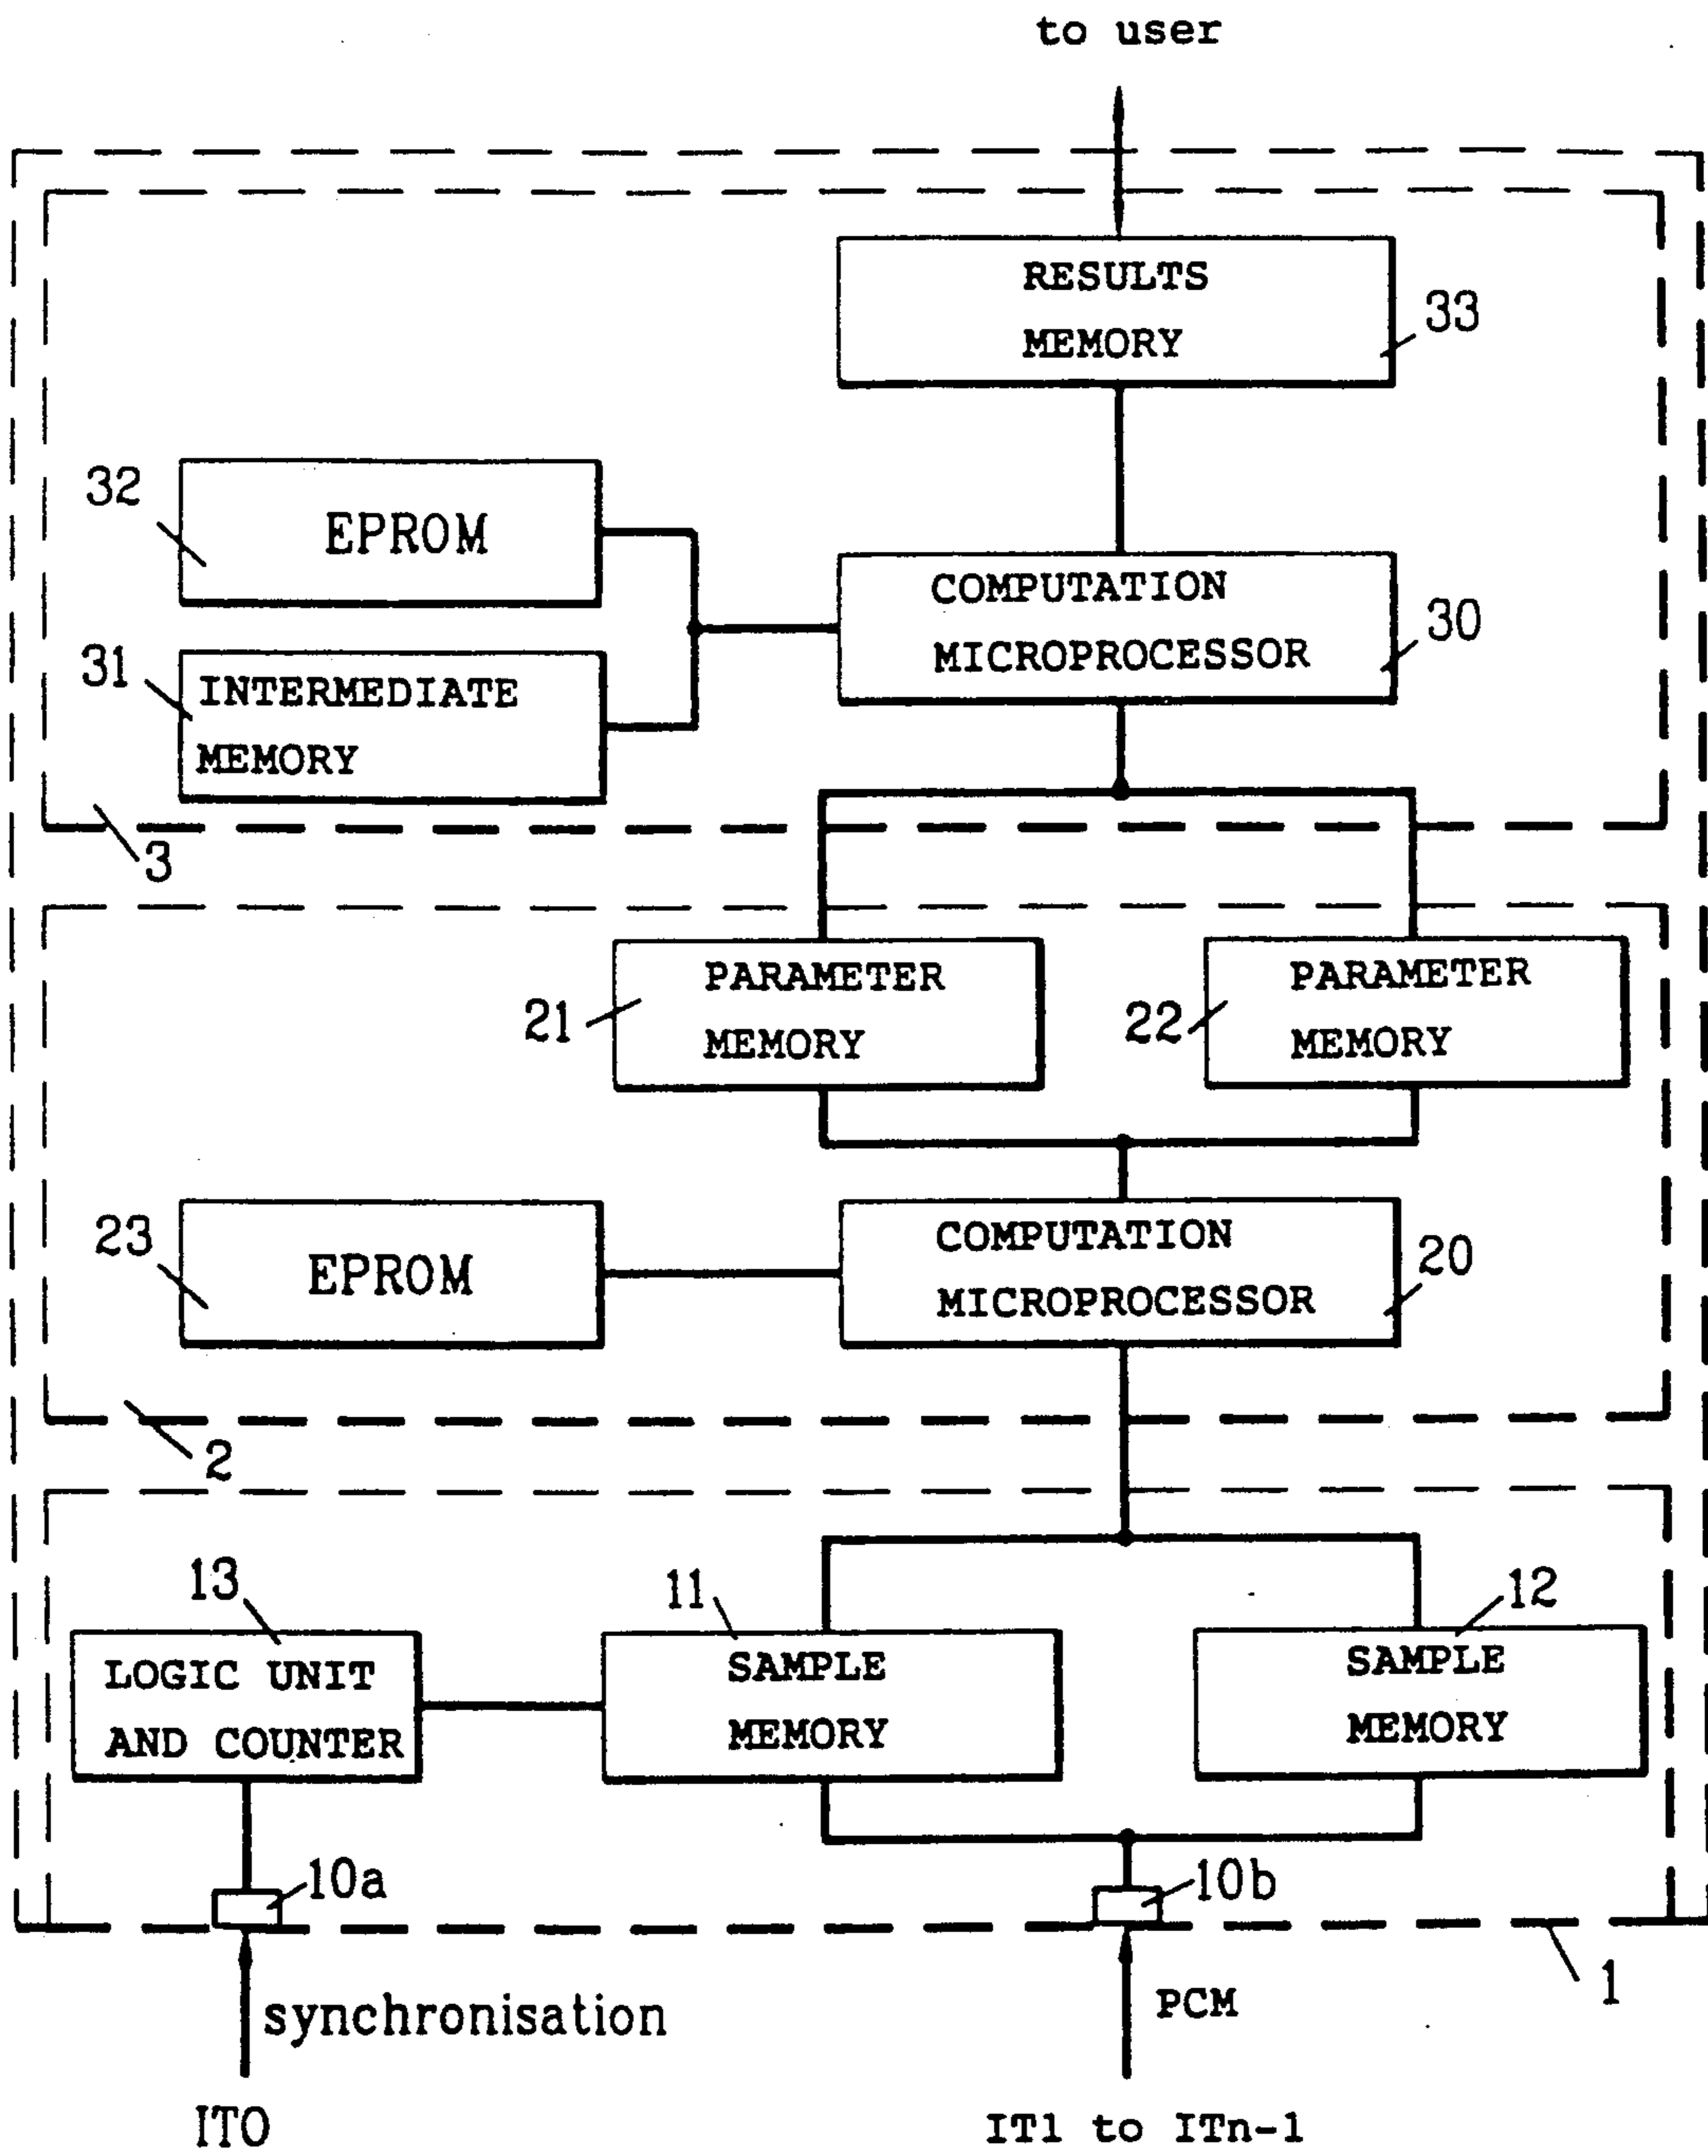 to user
RESULTS
MEMORY
33
32
EPROM
COMPUTATION
MICROPROCESSOR
30
31
INTERMEDIATE
MEMORY
3
21
PARAMETER
MEMORY
22
PARAMETER
MEMORY
23
EPROM
COMPUTATION
MICROPROCESSOR
20
2
13
LOGIC UNIT
AND COUNTER
11
SAMPLE
MEMORY
12
SAMPLE
MEMORY
10a
10b
1
synchronisation
PCM
ITO
IT1 to ITn-1